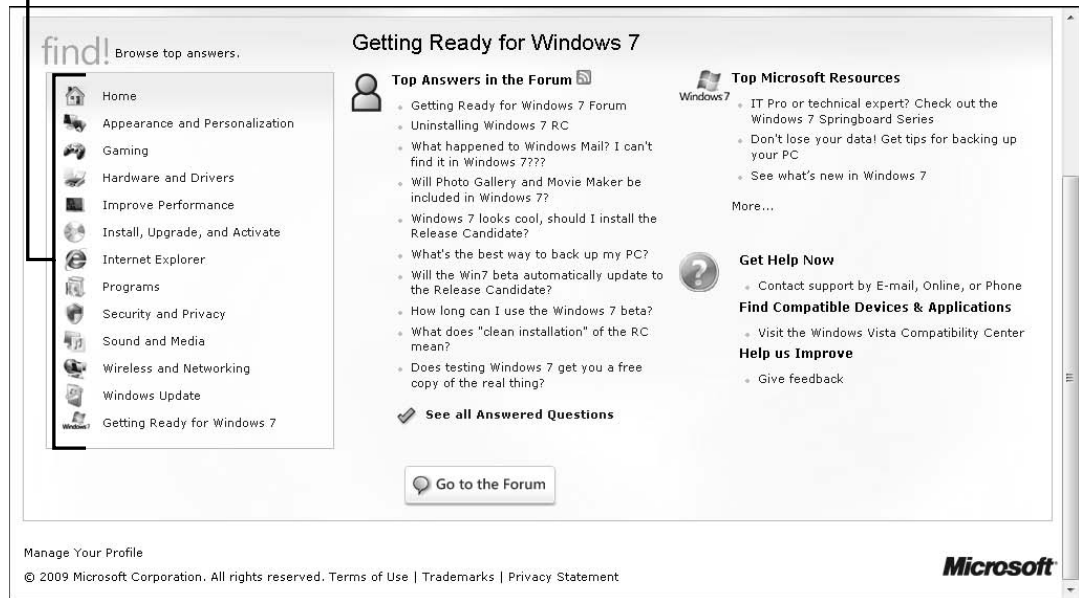 find! Browse top answers.
Home
Appearance and Personalization
Gaming
Hardware and Drivers
Improve Performance
Install, Upgrade, and Activate
Internet Explorer
Programs
Security and Privacy
Sound and Media
Wireless and Networking
Windows Update
Windows7 Getting Ready for Windows 7
Getting Ready for Windows 7
Top Answers in the Forum
Getting Ready for Windows 7 Forum
Uninstalling Windows 7 RC
What happened to Windows Mail? I can't
find it in Windows 7???
Will Photo Gallery and Movie Maker be
included in Windows 7?
Windows 7 looks cool, should I install the
Release Candidate?
What's the best way to back up my PC?
Will the Win7 beta automatically update to
the Release Candidate?
How long can I use the Windows 7 beta?
What does "clean installation" of the RC
mean?
Does testing Windows 7 get you a free
copy of the real thing?
See all Answered Questions
Go to the Forum
Windows7
Top Microsoft Resources
IT Pro or technical expert? Check out the
Windows 7 Springboard Series
Don't lose your data! Get tips for backing up
your PC
See what's new in Windows 7
More...
Get Help Now
Contact support by E-mail, Online, or Phone
Find Compatible Devices & Applications
Visit the Windows Vista Compatibility Center
Help us Improve
Give feedback
Manage Your Profile
© 2009 Microsoft Corporation. All rights reserved. Terms of Use | Trademarks | Privacy Statement
Microsoft